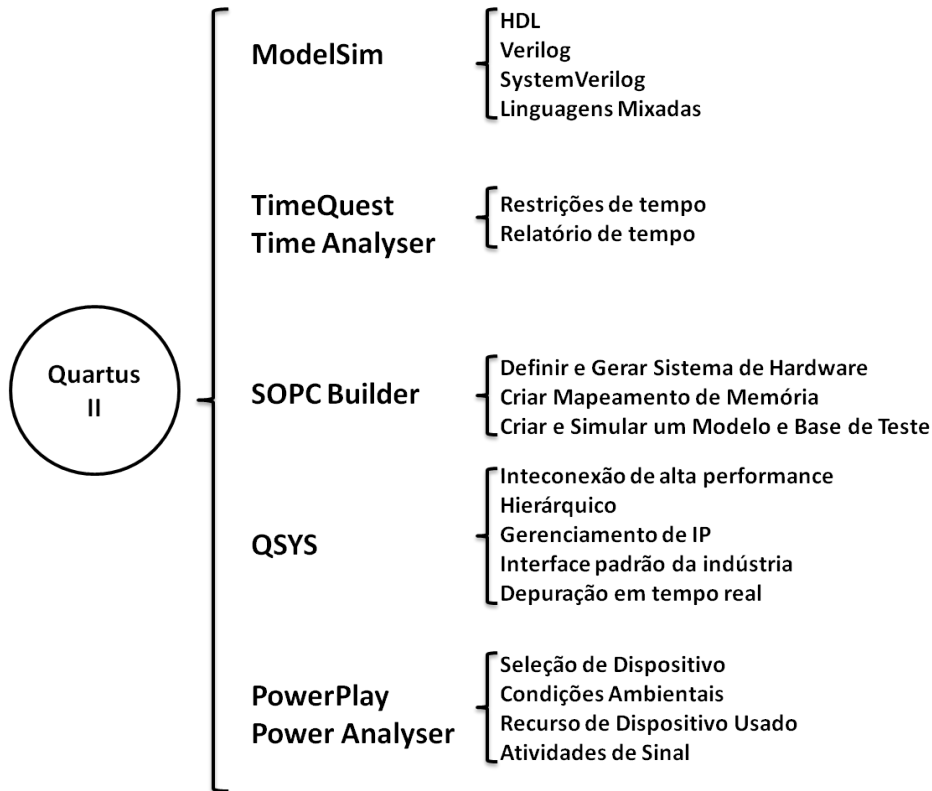 Quartus
II
ModelSim
HDL
Verilog
SystemVerilog
Linguagens Mixadas
TimeQuest
Time Analyser
Restrições de tempo
Relatório de tempo
SOPC Builder
Definir e Gerar Sistema de Hardware
Criar Mapeamento de Memória
Criar e Simular um Modelo e Base de Teste
QSYS
Inteconexão de alta performance
Hierárquico
Gerenciamento de IP
Interface padrão da indústria
Depuração em tempo real
PowerPlay
Power Analyser
Seleção de Dispositivo
Condições Ambientais
Recurso de Dispositivo Usado
Atividades de Sinal